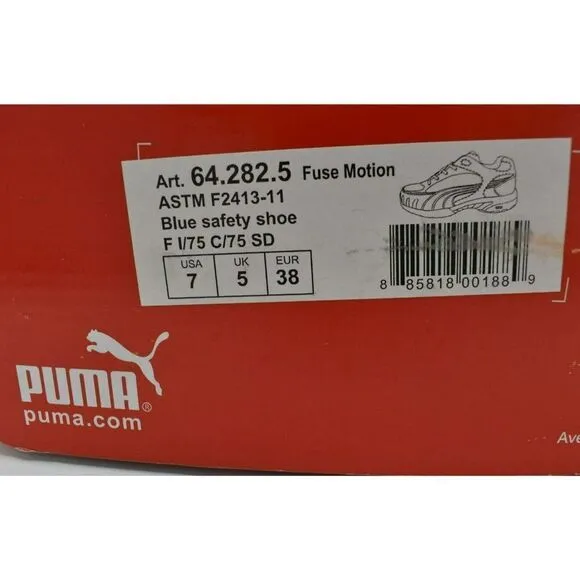 Art. 64.282.5 Fuse Motion
ASTM F2413-11
Blue safety shoe
F I/75 C/75 SD
USA UK EUR
7 5 38
8 85818 00188 9
PUMA®
puma.com